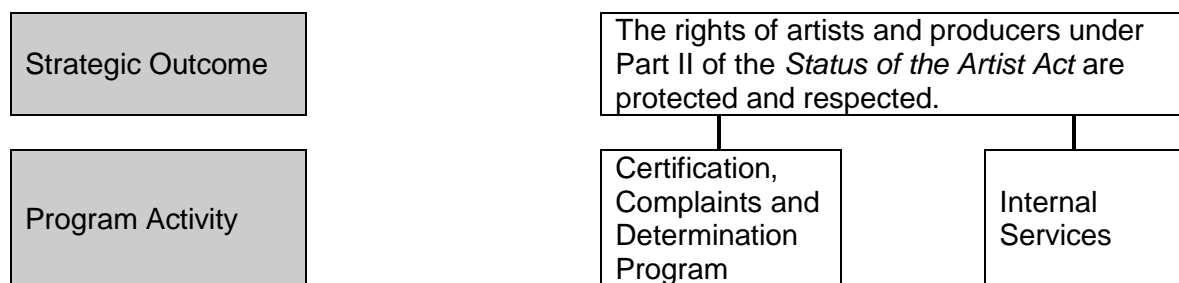 Strategic Outcome
The rights of artists and producers under
Part II of the Status of the Artist Act are
protected and respected.
Program Activity
Certification,
Complaints and
Determination
Program
Internal
Services